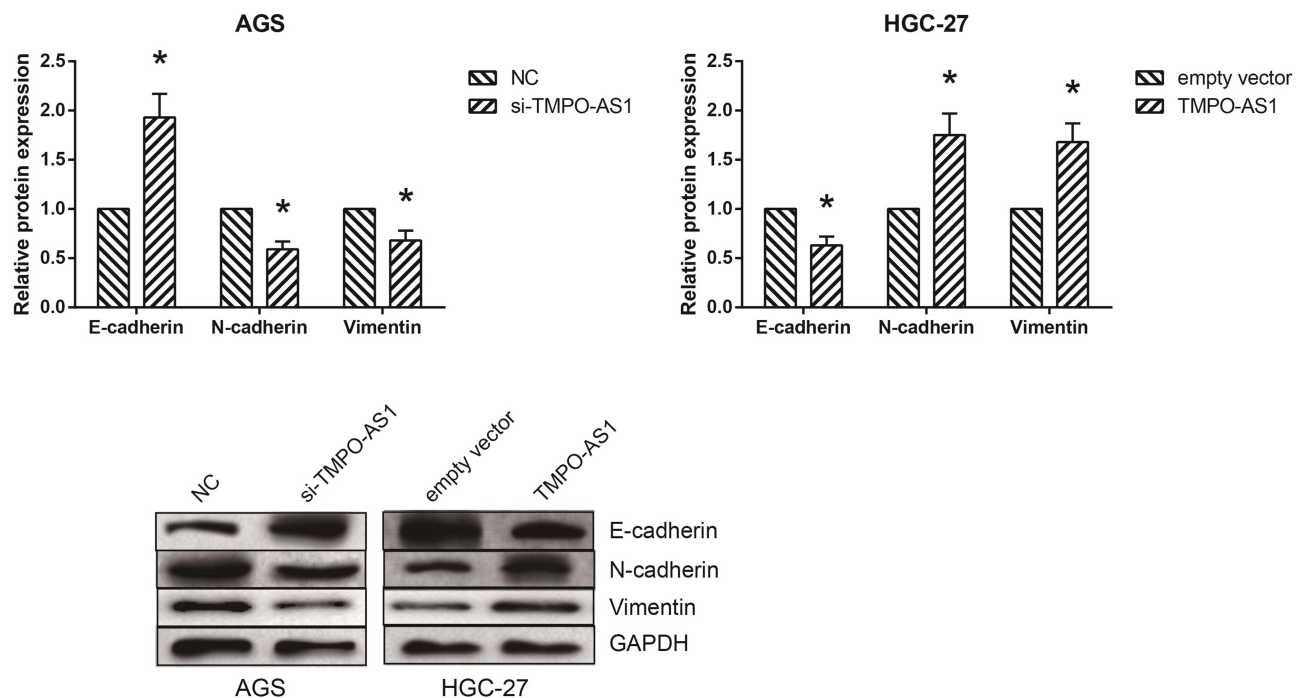 AGS
Relative protein expression
2.5
2.0
1.5
1.0
0.5
0.0
*
*
*
E-cadherin N-cadherin Vimentin
NC
si-TMPO-AS1
HGC-27
Relative protein expression
2.5
2.0
1.5
1.0
0.5
0.0
*
*
*
E-cadherin N-cadherin Vimentin
empty vector
TMPO-AS1
NC si-TMPO-AS1 empty vector TMPO-AS1
E-cadherin
N-cadherin
Vimentin
GAPDH
AGS HGC-27